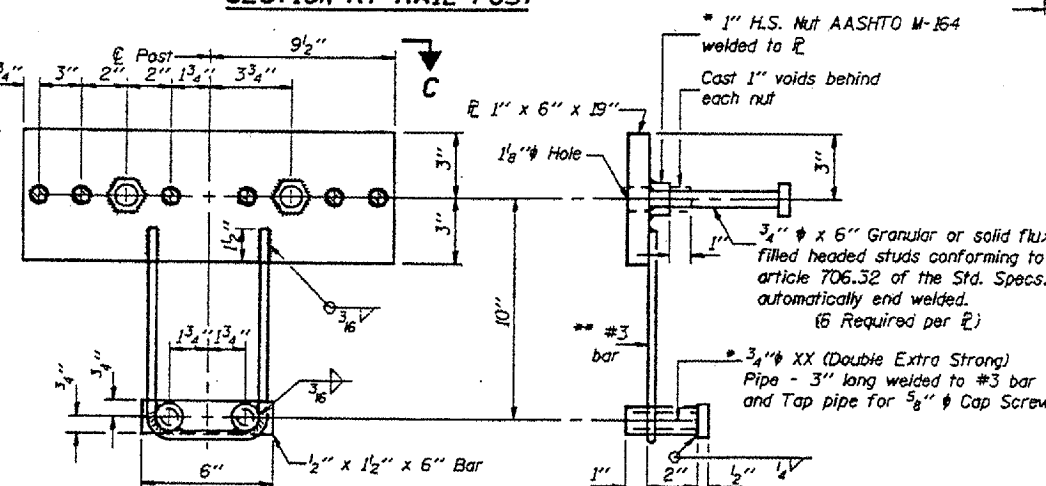 SECTION AT RAIL POST
* 1" H.S. Nut AASHTO M-164
welded to ℞
Cast 1" voids behind
each nut
℄ Post
9½"
C
¾" 3" 2" 2" 1¾" 3¾"
℞ 1" x 6" x 19"
1⅛"ϕ Hole
3"
3"
3"
1½"
1"
¾" ϕ x 6" Granular or solid flux
filled headed studs conforming to
article 706.32 of the Std. Specs.
automatically end welded.
(6 Required per ℞)
3/16
10"
** #3
bar
1¾" 1¾"
¾"
¾"
3/16
* ¾"ϕ XX (Double Extra Strong)
Pipe - 3" long welded to #3 bar
and Tap pipe for ⅝" ϕ Cap Screw
½" x 1½" x 6" Bar
6"
1" 2" ½" ¼